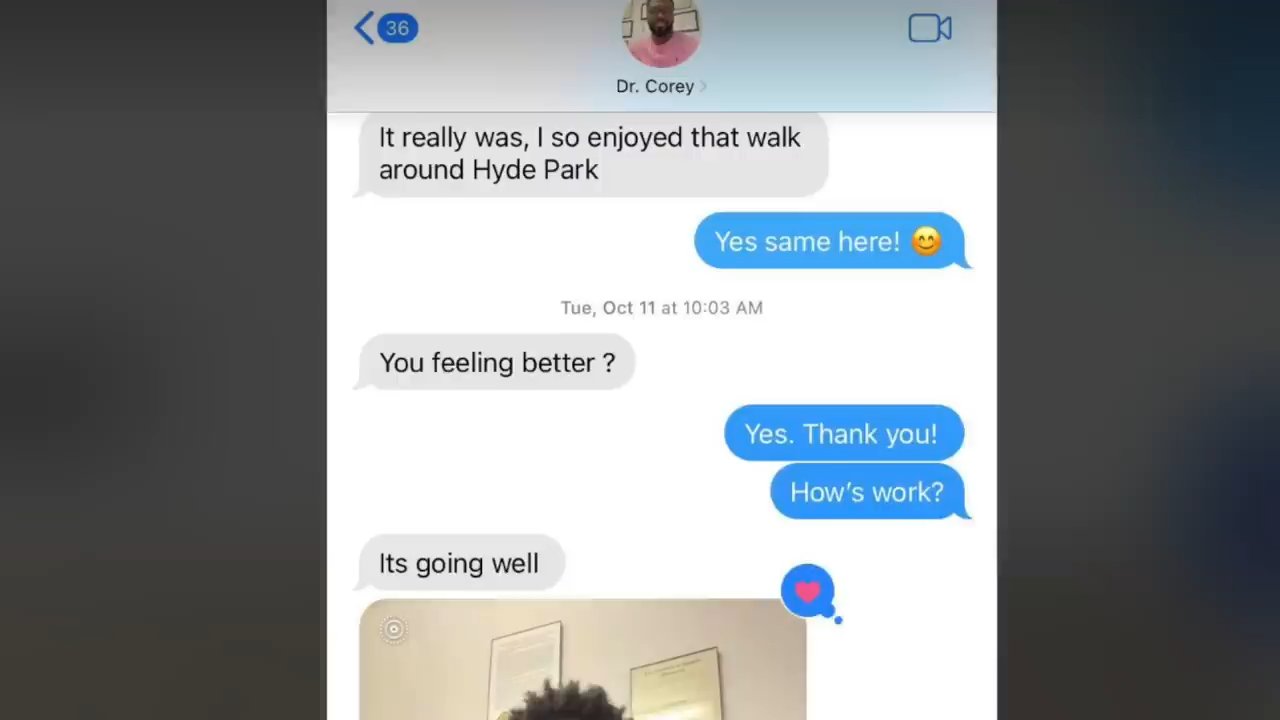 36
Dr. Corey
It really was, I so enjoyed that walk
around Hyde Park
Yes same here! 😊
Tue, Oct 11 at 10:03 AM
You feeling better ?
Yes. Thank you!
How’s work?
Its going well